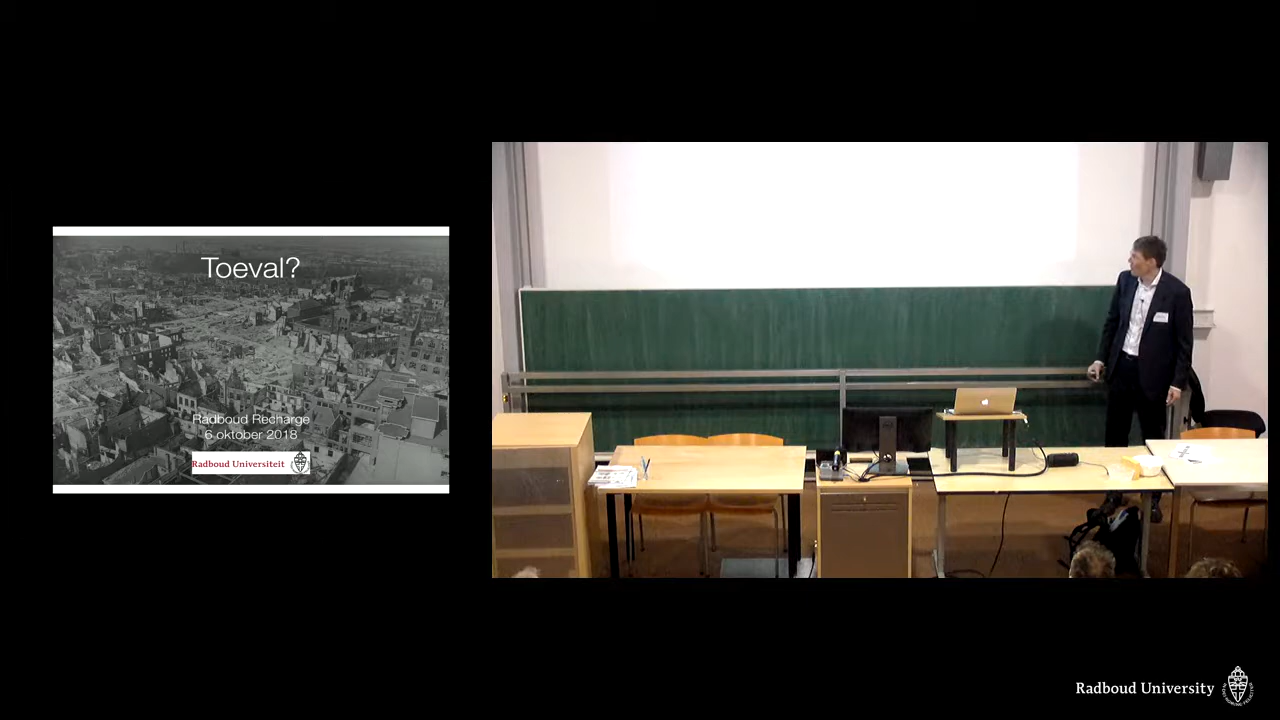 Toeval?
Radboud Recharge
6 oktober 2018
Radboud Universiteit
Radboud University